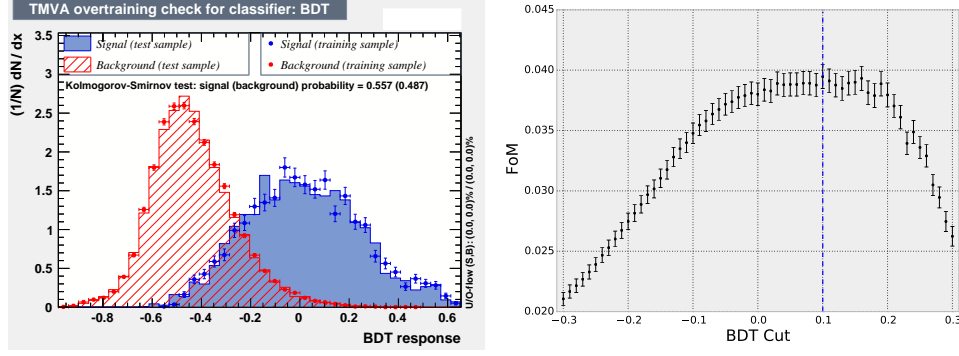 TMVA overtraining check for classifier: BDT
(1/N) dN / dx
Signal (test sample)
Background (test sample)
Signal (training sample)
Background (training sample)
Kolmogorov-Smirnov test: signal (background) probability = 0.557 (0.487)
3.5
3
2.5
2
1.5
1
0.5
0
-0.8 -0.6 -0.4 -0.2 0 0.2 0.4 0.6
BDT response
U/O-flow (S,B): (0.0, 0.0)% / (0.0, 0.0)%
FoM
0.045
0.040
0.035
0.030
0.025
0.020
−0.3 −0.2 −0.1 0.0 0.1 0.2 0.3
BDT Cut